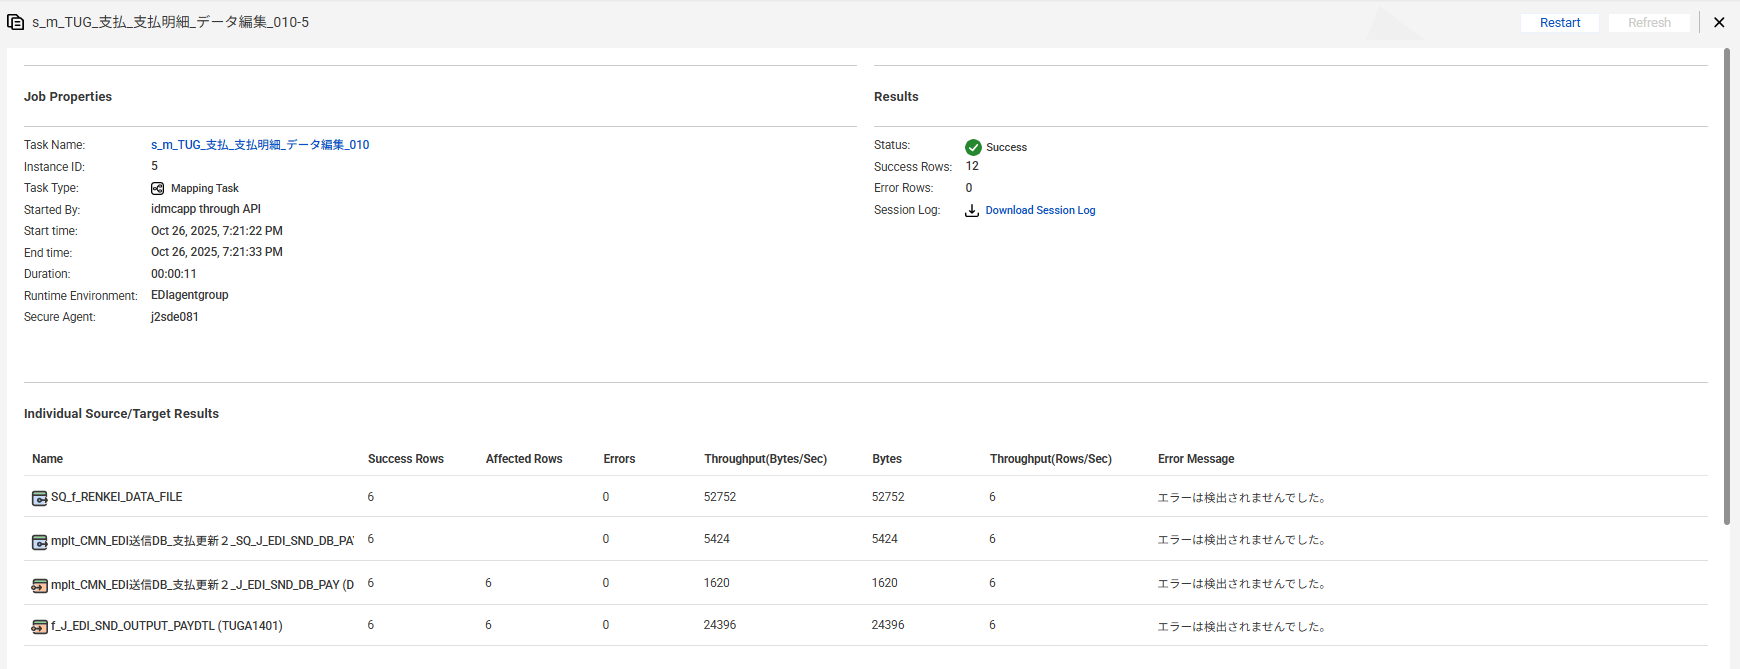 s_m_TUG_支払_支払明細_データ編集_010-5
Restart
Refresh
Job Properties
Task Name: s_m_TUG_支払_支払明細_データ編集_010
Instance ID: 5
Task Type: Mapping Task
Started By: idmcapp through API
Start time: Oct 26, 2025, 7:21:22 PM
End time: Oct 26, 2025, 7:21:33 PM
Duration: 00:00:11
Runtime Environment: EDIagentgroup
Secure Agent: j2sde081
Results
Status: Success
Success Rows: 12
Error Rows: 0
Session Log: Download Session Log
Individual Source/Target Results
Name Success Rows Affected Rows Errors Throughput(Bytes/Sec) Bytes Throughput(Rows/Sec) Error Message
SQ_f_RENKEI_DATA_FILE 6 0 52752 52752 6 エラーは検出されませんでした。
mplt_CMN_EDI送信DB_支払更新２_SQ_J_EDI_SND_DB_PA 6 0 5424 5424 6 エラーは検出されませんでした。
mplt_CMN_EDI送信DB_支払更新２_J_EDI_SND_DB_PAY (D 6 6 0 1620 1620 6 エラーは検出されませんでした。
f_J_EDI_SND_OUTPUT_PAYDTL (TUGA1401) 6 6 0 24396 24396 6 エラーは検出されませんでした。